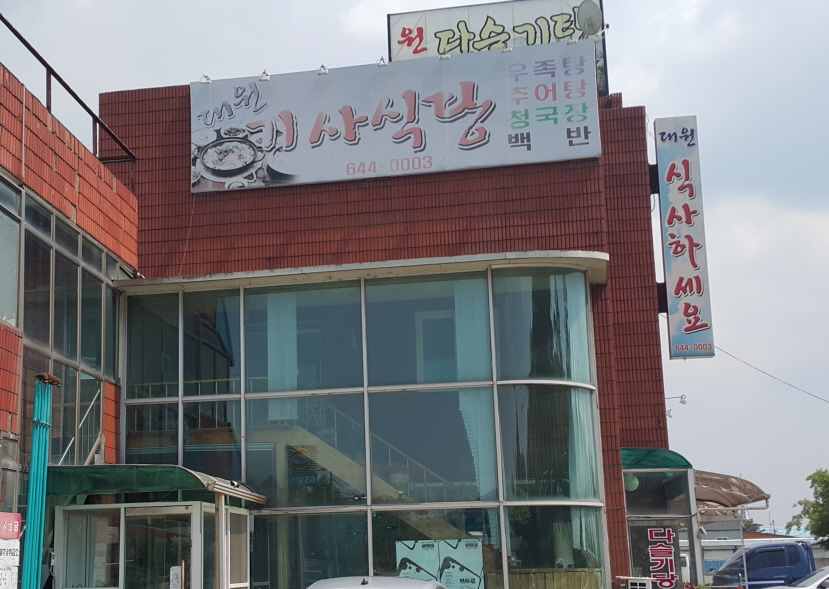 원 다슬기탕
대원
기사식당
644-0003
우족탕
추어탕
청국장
백반
대원
식사하세요
644-0003
다슬기탕